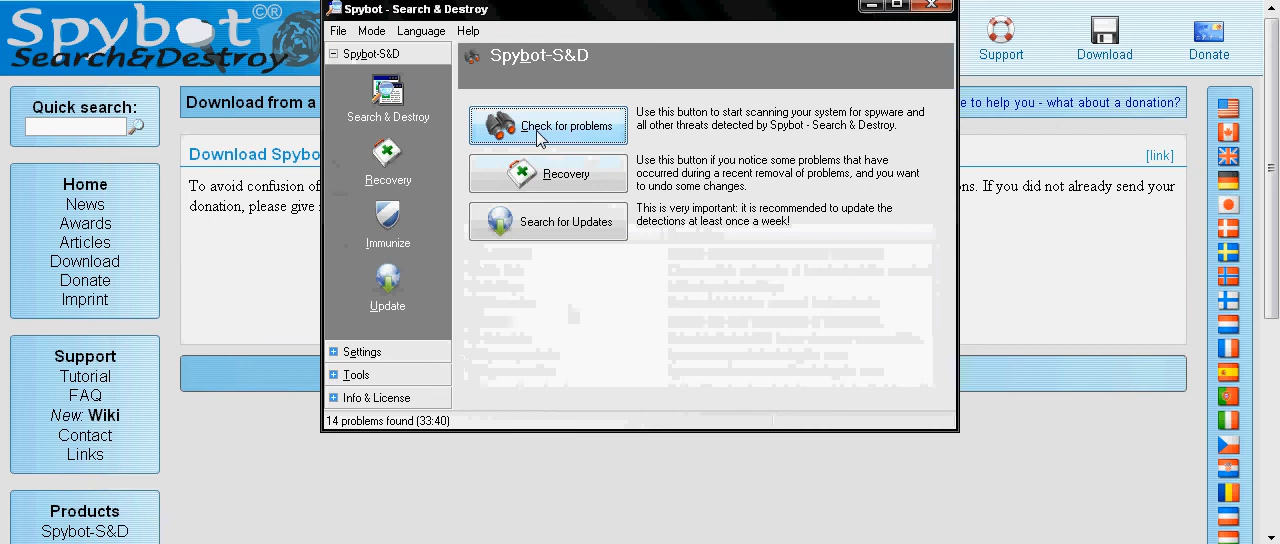 Spybot ©®
Search&Destroy
Support
Download
Donate
Quick search:
Download from a
e to help you - what about a donation?
Download Spybo
[link]
To avoid confusion of
ons. If you did not already send your
donation, please give
Home
News
Awards
Articles
Download
Donate
Imprint
Support
Tutorial
FAQ
New: Wiki
Contact
Links
Products
Spybot-S&D
Spybot - Search & Destroy
File Mode Language Help
Spybot-S&D
Search & Destroy
Recovery
Immunize
Update
Settings
Tools
Info & License
Spybot-S&D
Check for problems
Use this button to start scanning your system for spyware and
all other threats detected by Spybot - Search & Destroy.
Recovery
Use this button if you notice some problems that have
occurred during a recent removal of problems, and you want
to undo some changes.
Search for Updates
This is very important: it is recommended to update the
detections at least once a week!
14 problems found (33:40)